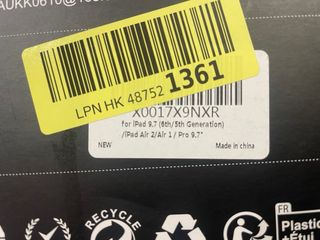 LPN HK 48752 1361
X0017X9NXR
for iPad 9.7 (6th/5th Generation)
/iPad Air 2/Air 1 / Pro 9.7"
NEW
Made in china
RECYCLE
FR
Plastic
+Étui